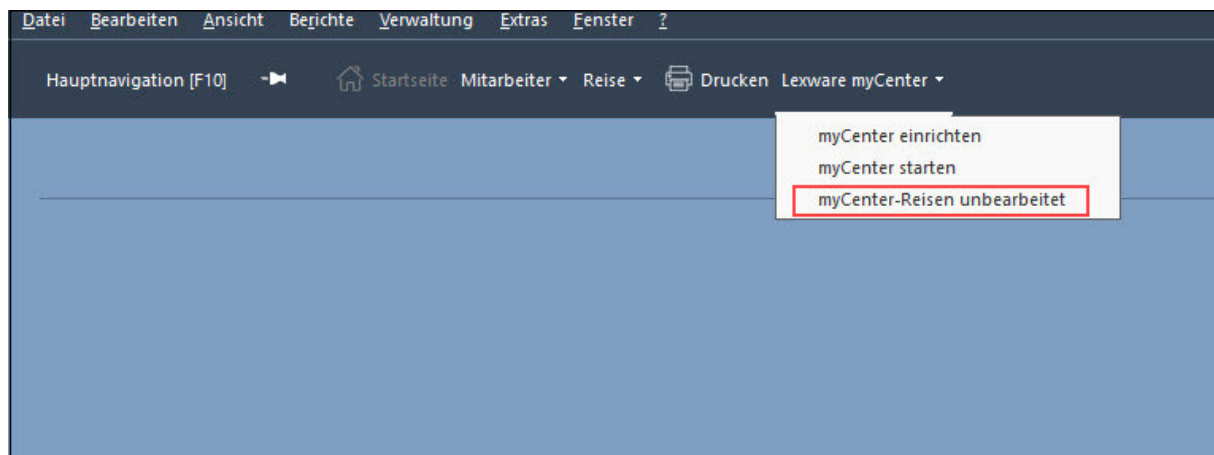 Datei Bearbeiten Ansicht Berichte Verwaltung Extras Fenster ?
Hauptnavigation [F10] Startseite Mitarbeiter Reise Drucken Lexware myCenter
myCenter einrichten
myCenter starten
myCenter-Reisen unbearbeitet